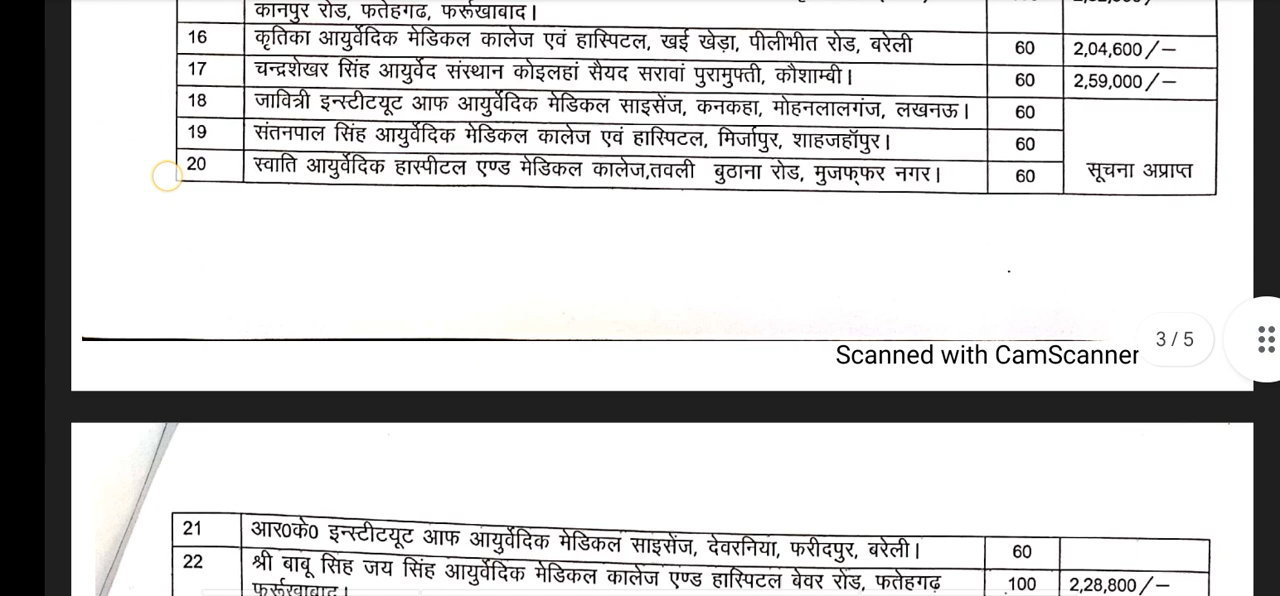 कानपुर रोड, फतेहगढ, फर्रूखाबाद।
16 कृतिका आयुर्वेदिक मेडिकल कालेज एवं हास्पिटल, खई खेड़ा, पीलीभीत रोड, बरेली 60 2,04,600/–
17 चन्द्रशेखर सिंह आयुर्वेद संस्थान कोइलहां सैयद सरावां पुरामुफ्ती, कौशाम्बी। 60 2,59,000/–
18 जावित्री इन्स्टीटयूट आफ आयुर्वेदिक मेडिकल साइसेंज, कनकहा, मोहनलालगंज, लखनऊ। 60
19 संतनपाल सिंह आयुर्वेदिक मेडिकल कालेज एवं हास्पिटल, मिर्जापुर, शाहजहॉपुर। 60
20 स्वाति आयुर्वेदिक हास्पीटल एण्ड मेडिकल कालेज,तवली बुठाना रोड, मुजफ्फर नगर। 60 सूचना अप्राप्त
3 / 5
Scanned with CamScanner
21 आर0के0 इन्स्टीटयूट आफ आयुर्वेदिक मेडिकल साइसेंज, देवरनिया, फरीदपुर, बरेली। 60
22 श्री बाबू सिह जय सिंह आयुर्वेदिक मेडिकल कालेज एण्ड हास्पिटल बेवर रोड, फतेहगढ़ 100 2,28,800/–
फर्रूखाबाद।